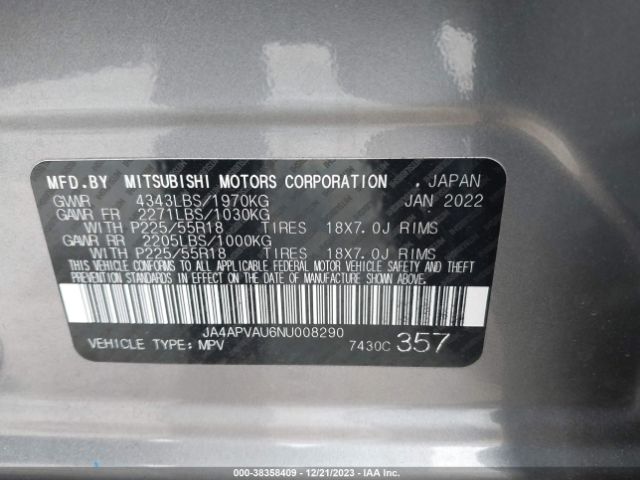 MFD.BY MITSUBISHI MOTORS CORPORATION . JAPAN
GVWR 4343LBS/1970KG JAN 2022
GAWR FR 2271LBS/1030KG
WITH P225/55R18 TIRES 18X7.0J RIMS
GAWR RR 2205LBS/1000KG
WITH P225/55R18 TIRES 18X7.0J RIMS
THIS VEHICLE CONFORMS TO ALL APPLICABLE FEDERAL MOTOR VEHICLE SAFETY AND THEFT
PREVENTION STANDARDS IN EFFECT ON THE DATE OF MANUFACTURE SHOWN ABOVE.
JA4APVAU6NU008290
VEHICLE TYPE: MPV 7430C 357
000-38358409 - 12/21/2023 - IAA Inc.